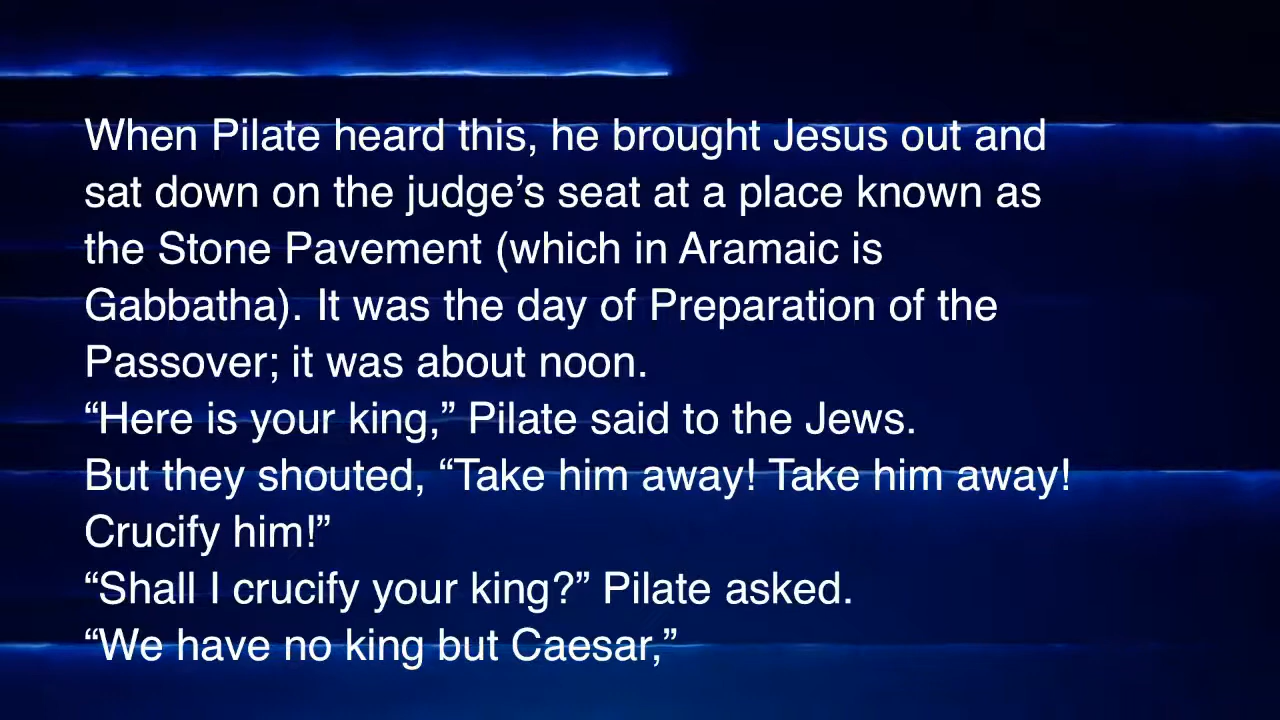 When Pilate heard this, he brought Jesus out and
sat down on the judge’s seat at a place known as
the Stone Pavement (which in Aramaic is
Gabbatha). It was the day of Preparation of the
Passover; it was about noon.
“Here is your king,” Pilate said to the Jews.
But they shouted, “Take him away! Take him away!
Crucify him!”
“Shall I crucify your king?” Pilate asked.
“We have no king but Caesar,”